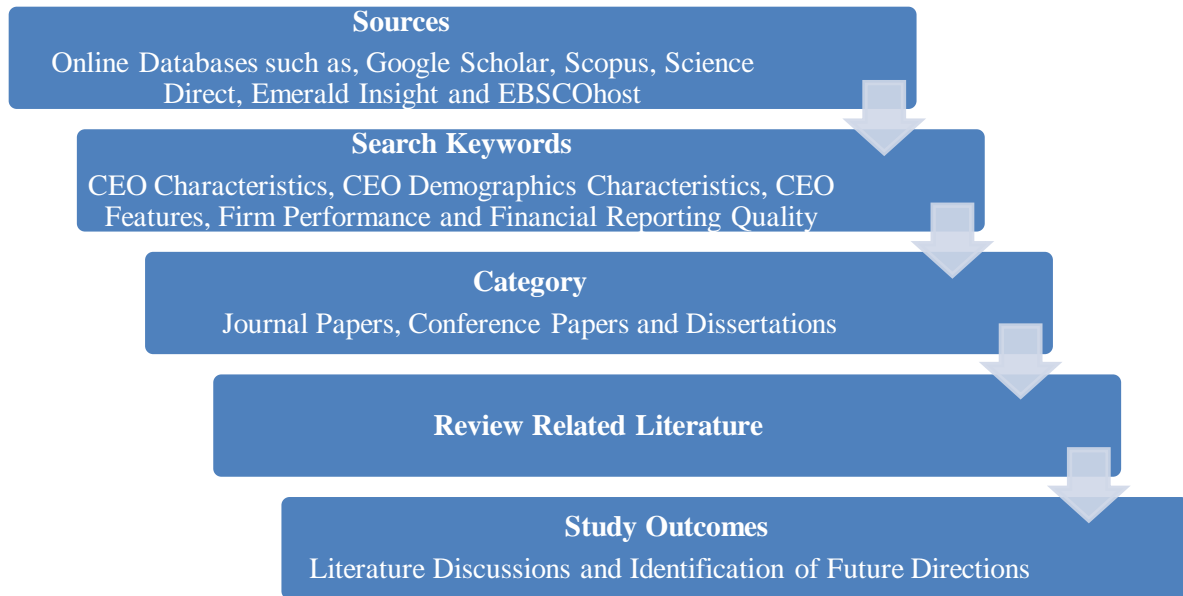 Sources
Online Databases such as, Google Scholar, Scopus, Science
Direct, Emerald Insight and EBSCOhost
Search Keywords
CEO Characteristics, CEO Demographics Characteristics, CEO
Features, Firm Performance and Financial Reporting Quality
Category
Journal Papers, Conference Papers and Dissertations
Review Related Literature
Study Outcomes
Literature Discussions and Identification of Future Directions